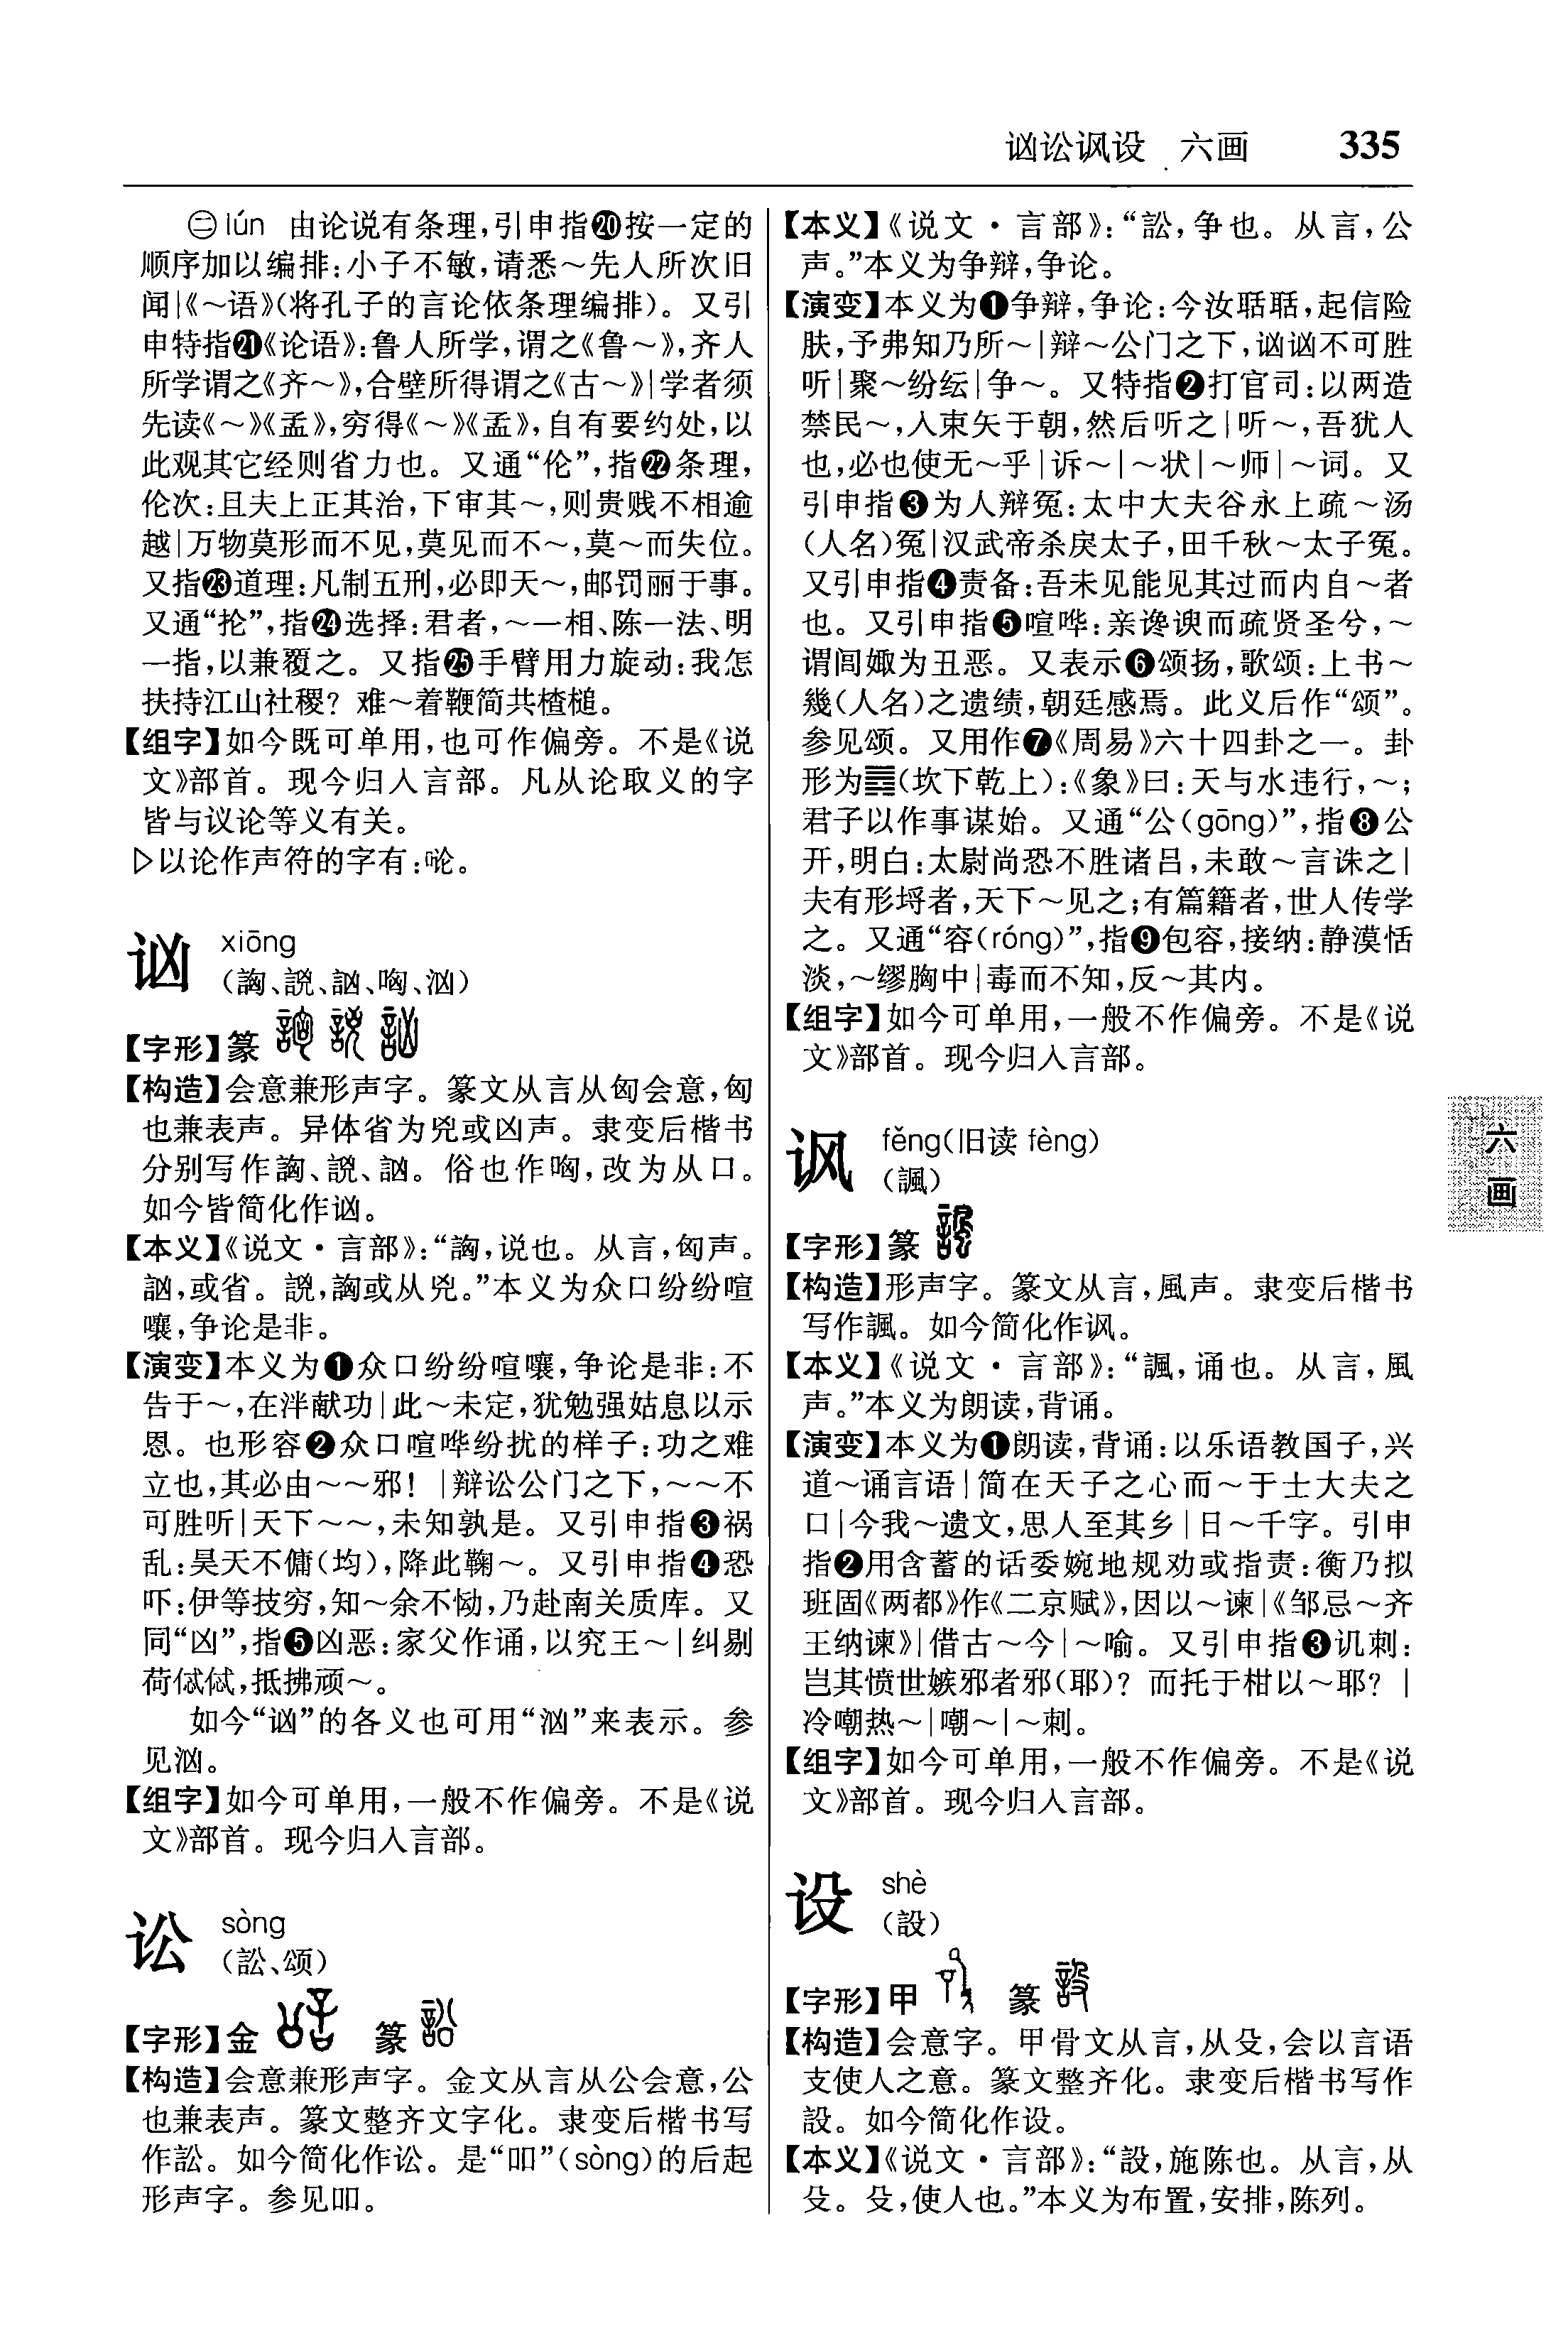 讻讼讽设　六画　335
㊁lún 由论说有条理,引申指⑳按一定的
顺序加以编排:小子不敏,请悉～先人所次旧
闻|《～语》(将孔子的言论依条理编排)。又引
申特指㉑《论语》:鲁人所学,谓之《鲁～》,齐人
所学谓之《齐～》,合壁所得谓之《古～》|学者须
先读《～》《孟》,穷得《～》《孟》,自有要约处,以
此观其它经则省力也。又通“伦”,指㉒条理,
伦次:且夫上正其治,下审其～,则贵贱不相逾
越|万物莫形而不见,莫见而不～,莫～而失位。
又指㉓道理:凡制五刑,必即天～,邮罚丽于事。
又通“抡”,指㉔选择:君者,～一相、陈一法、明
一指,以兼覆之。又指㉕手臂用力旋动:我怎
扶持江山社稷? 难～着鞭简共楂槌。
【组字】如今既可单用,也可作偏旁。不是《说
文》部首。现今归入言部。凡从论取义的字
皆与议论等义有关。
▷以论作声符的字有:
讻 xiōng
(詾、説、訩、哅、汹)
【字形】篆
【构造】会意兼形声字。篆文从言从匈会意,匈
也兼表声。异体省为兇或凶声。隶变后楷书
分别写作詾、、訩。俗也作哅,改为从口。
如今皆简化作讻。
【本义】《说文·言部》:“詾,说也。从言,匈声。
訩,或省。,詾或从兇。”本义为众口纷纷喧
嚷,争论是非。
【演变】本义为❶众口纷纷喧嚷,争论是非:不
告于～,在泮献功|此～未定,犹勉强姑息以示
恩。也形容❷众口喧哗纷扰的样子:功之难
立也,其必由～～邪! |辩讼公门之下,～～不
可胜听|天下～～,未知孰是。又引申指❸祸
乱:昊天不傭(均),降此鞠～。又引申指❹恐
吓:伊等技穷,知～余不恸,乃赴南关质库。又
同“凶”,指❺凶恶:家父作诵,以究王～|纠剔
荷忒忒,抵拂顽～。
如今“讻”的各义也可用“汹”来表示。参
见汹。
【组字】如今可单用,一般不作偏旁。不是《说
文》部首。现今归入言部。
讼 sòng
(訟、颂)
【字形】金　篆
【构造】会意兼形声字。金文从言从公会意,公
也兼表声。篆文整齐文字化。隶变后楷书写
作訟。如今简化作讼。是“吅”(sòng)的后起
形声字。参见吅。
【本义】《说文·言部》:“訟,争也。从言,公
声。”本义为争辩,争论。
【演变】本义为❶争辩,争论:今汝聒聒,起信险
肤,予弗知乃所～|辩～公门之下,讻讻不可胜
听|聚～纷纭|争～。又特指❷打官司:以两造
禁民～,入束矢于朝,然后听之|听～,吾犹人
也,必也使无～乎|诉～|～状|～师|～词。又
引申指❸为人辩冤:太中大夫谷永上疏～汤
(人名)冤|汉武帝杀戾太子,田千秋～太子冤。
又引申指❹责备:吾未见能见其过而内自～者
也。又引申指❺喧哗:亲谗谀而疏贤圣兮,～
谓闾娵为丑恶。又表示❻颂扬,歌颂:上书～
幾(人名)之遗绩,朝廷感焉。此义后作“颂”。
参见颂。又用作❼《周易》六十四卦之一。卦
形为䷅(坎下乾上):《象》曰:天与水违行,～;
君子以作事谋始。又通“公(gōng)”,指❽公
开,明白:太尉尚恐不胜诸吕,未敢～言诛之|
夫有形埒者,天下～见之;有篇籍者,世人传学
之。又通“容(róng)”,指❾包容,接纳:静漠恬
淡,～缪胸中|毒而不知,反～其内。
【组字】如今可单用,一般不作偏旁。不是《说
文》部首。现今归入言部。
讽 fěng(旧读 fèng)
(諷)
【字形】篆
【构造】形声字。篆文从言,風声。隶变后楷书
写作諷。如今简化作讽。
【本义】《说文·言部》:“諷,诵也。从言,風
声。”本义为朗读,背诵。
【演变】本义为❶朗读,背诵:以乐语教国子,兴
道～诵言语|简在天子之心而～于士大夫之
口|今我～遗文,思人至其乡|日～千字。引申
指❷用含蓄的话委婉地规劝或指责:衡乃拟
班固《两都》作《二京赋》,因以～谏|《邹忌～齐
王纳谏》|借古～今|～喻。又引申指❸讥刺:
岂其愤世嫉邪者邪(耶)? 而托于柑以～耶? |
冷嘲热～|嘲～|～刺。
【组字】如今可单用,一般不作偏旁。不是《说
文》部首。现今归入言部。
设 shè
(設)
【字形】甲　篆
【构造】会意字。甲骨文从言,从殳,会以言语
支使人之意。篆文整齐化。隶变后楷书写作
設。如今简化作设。
【本义】《说文·言部》:“設,施陈也。从言,从
殳。殳,使人也。”本义为布置,安排,陈列。
六
画